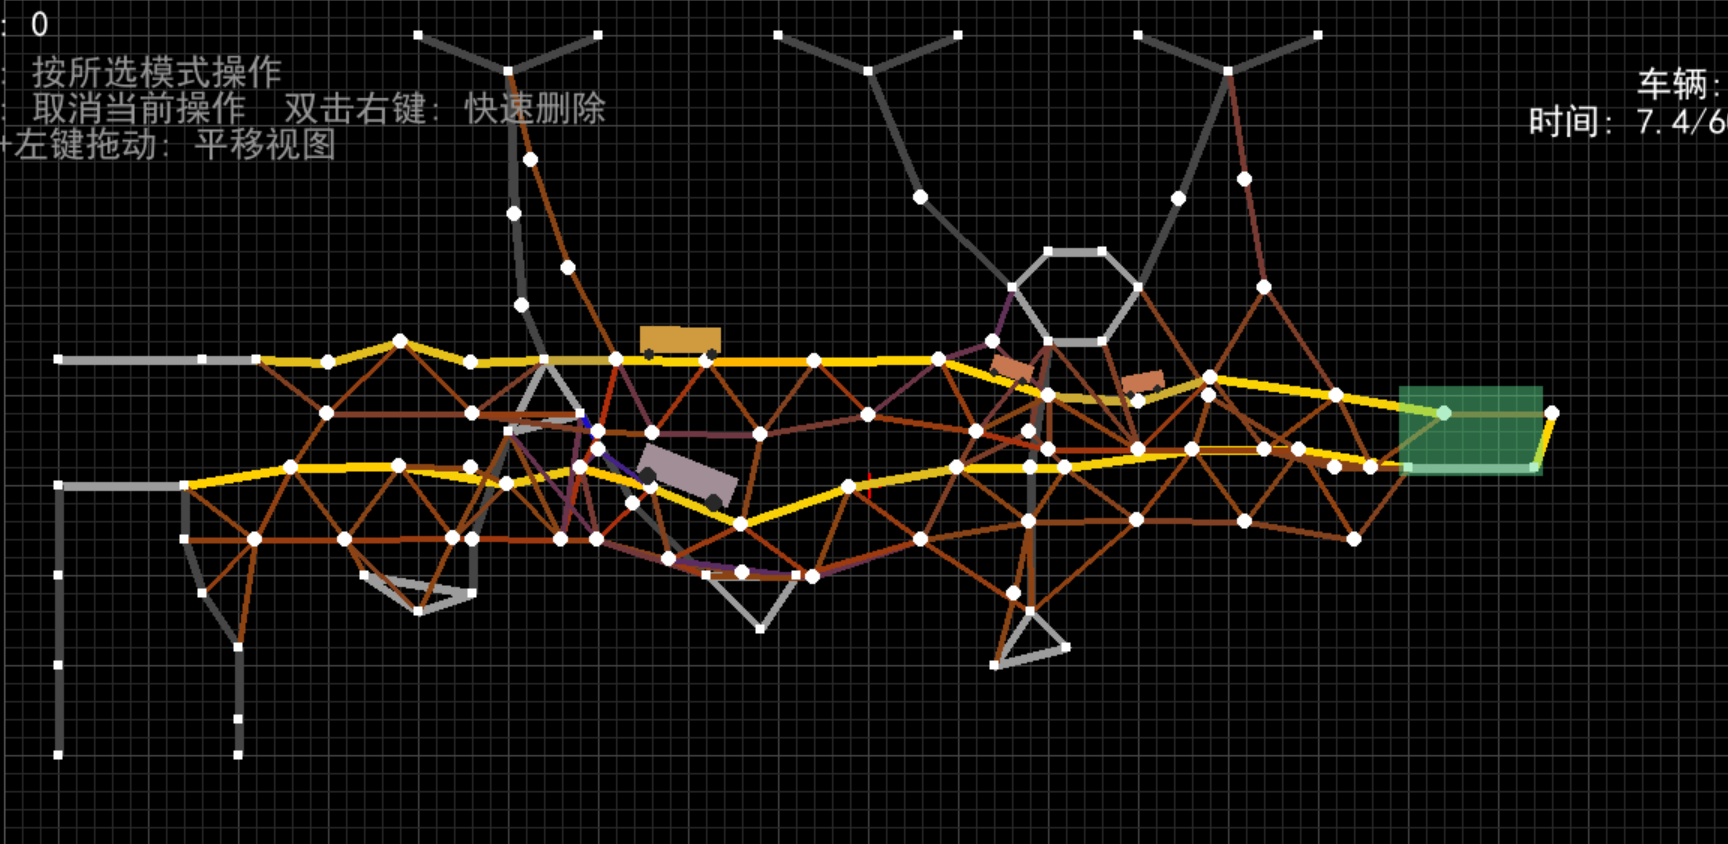 : 0
: 按所选模式操作
: 取消当前操作 双击右键: 快速删除
+左键拖动: 平移视图
车辆:
时间: 7.4/6